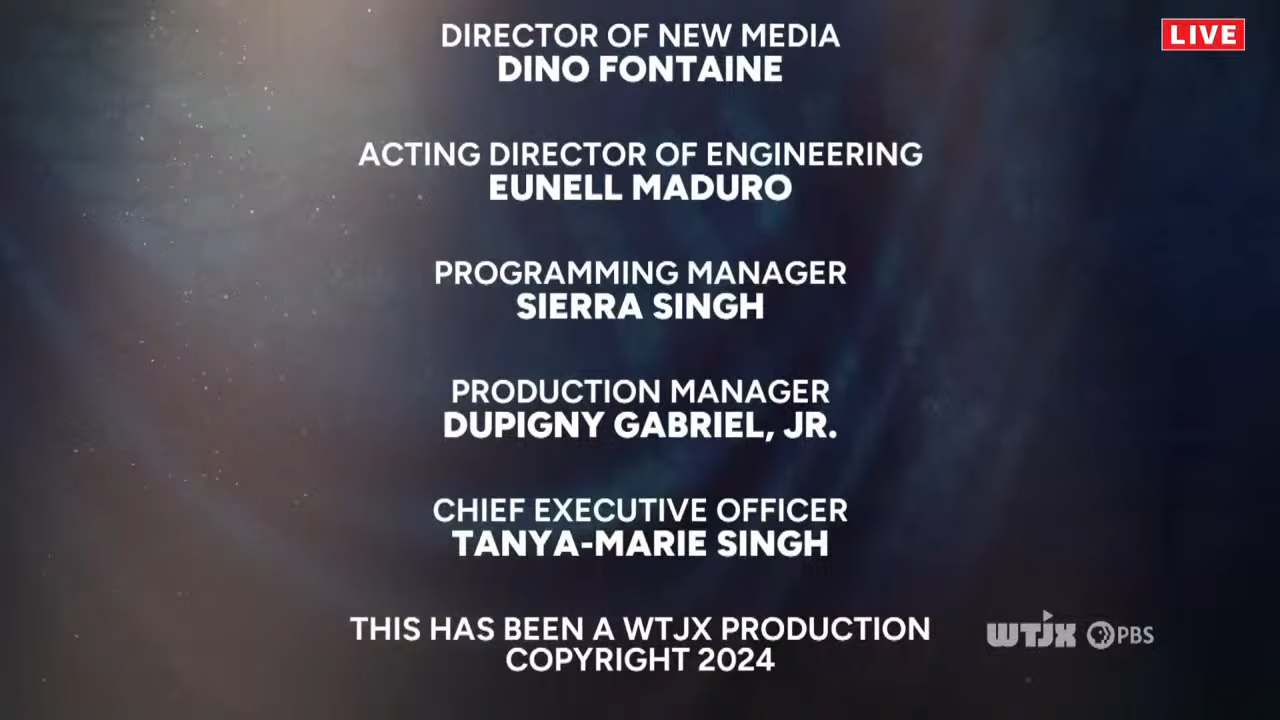 LIVE
DIRECTOR OF NEW MEDIA
DINO FONTAINE
ACTING DIRECTOR OF ENGINEERING
EUNELL MADURO
PROGRAMMING MANAGER
SIERRA SINGH
PRODUCTION MANAGER
DUPIGNY GABRIEL, JR.
CHIEF EXECUTIVE OFFICER
TANYA-MARIE SINGH
THIS HAS BEEN A WTJX PRODUCTION
COPYRIGHT 2024
WTJX PBS